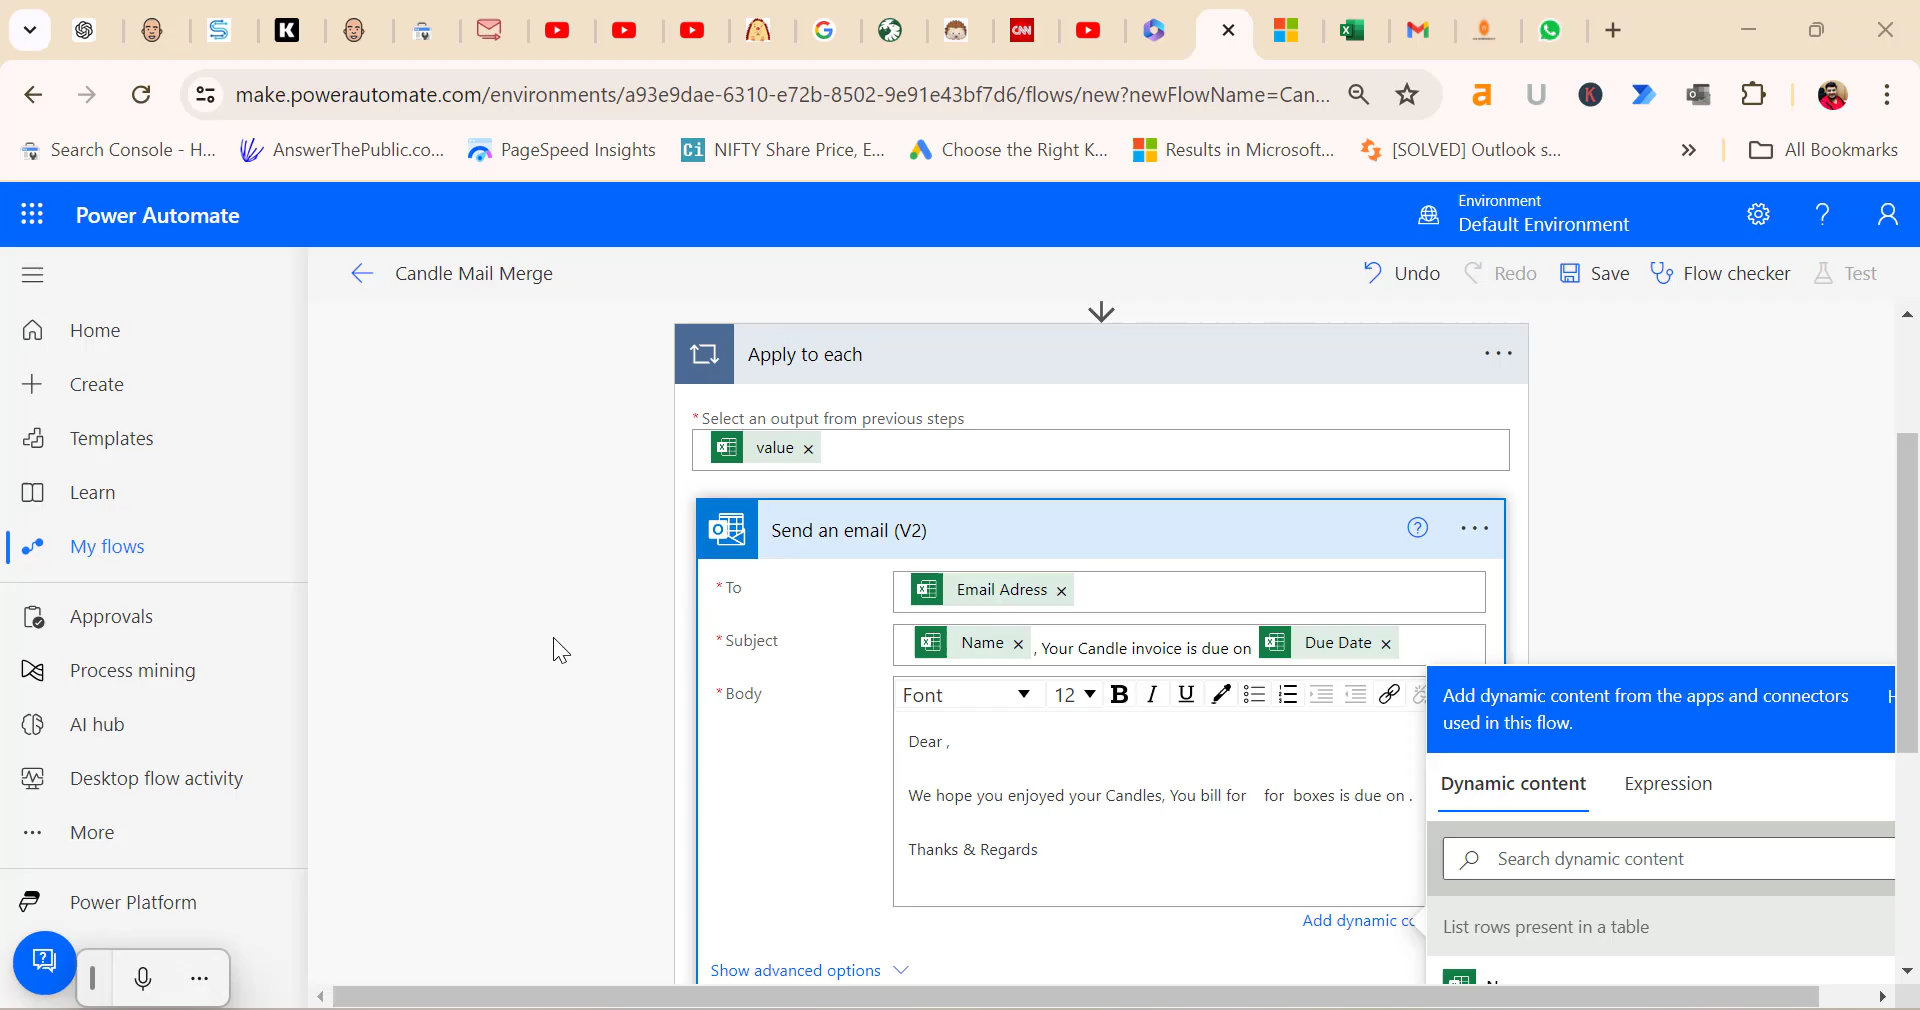 CNN
make.powerautomate.com/environments/a93e9dae-6310-e72b-8502-9e91e43bf7d6/flows/new?newFlowName=Can...
Search Console - H...
AnswerThePublic.co...
PageSpeed Insights
Ci NIFTY Share Price, E...
Choose the Right K...
Results in Microsoft...
[SOLVED] Outlook s...
All Bookmarks
Power Automate
Environment
Default Environment
Candle Mail Merge
Undo
Redo
Save
Flow checker
Test
Home
Create
Templates
Learn
My flows
Approvals
Process mining
AI hub
Desktop flow activity
More
Power Platform
Apply to each
* Select an output from previous steps
value
Send an email (V2)
* To
Email Adress
* Subject
Name , Your Candle invoice is due on Due Date
* Body
Font 12 B I U
Dear ,
We hope you enjoyed your Candles, You bill for for boxes is due on .
Thanks & Regards
Add dynamic co
Show advanced options
Add dynamic content from the apps and connectors
used in this flow.
Dynamic content
Expression
Search dynamic content
List rows present in a table